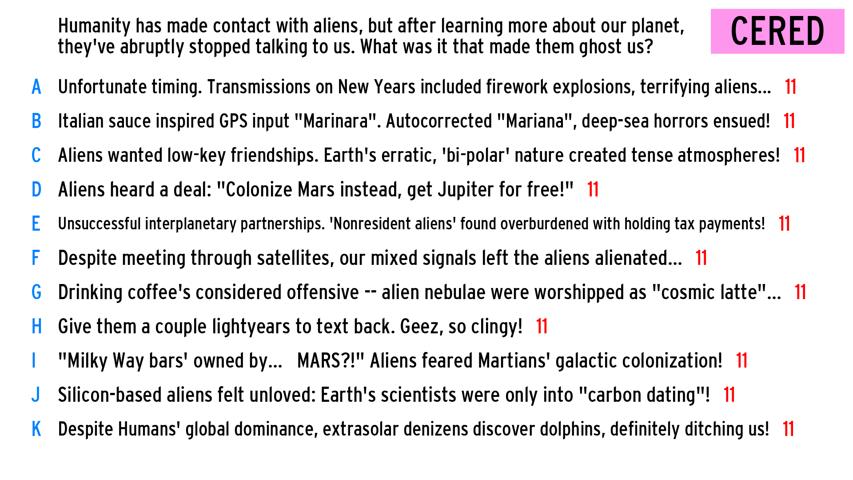 Humanity has made contact with aliens, but after learning more about our planet,
they've abruptly stopped talking to us. What was it that made them ghost us?
CERED
A Unfortunate timing. Transmissions on New Years included firework explosions, terrifying aliens... 11
B Italian sauce inspired GPS input "Marinara". Autocorrected "Mariana", deep-sea horrors ensued! 11
C Aliens wanted low-key friendships. Earth's erratic, 'bi-polar' nature created tense atmospheres! 11
D Aliens heard a deal: "Colonize Mars instead, get Jupiter for free!" 11
E Unsuccessful interplanetary partnerships. 'Nonresident aliens' found overburdened with holding tax payments! 11
F Despite meeting through satellites, our mixed signals left the aliens alienated... 11
G Drinking coffee's considered offensive -- alien nebulae were worshipped as "cosmic latte"... 11
H Give them a couple lightyears to text back. Geez, so clingy! 11
I "Milky Way bars' owned by... MARS?!" Aliens feared Martians' galactic colonization! 11
J Silicon-based aliens felt unloved: Earth's scientists were only into "carbon dating"! 11
K Despite Humans' global dominance, extrasolar denizens discover dolphins, definitely ditching us! 11